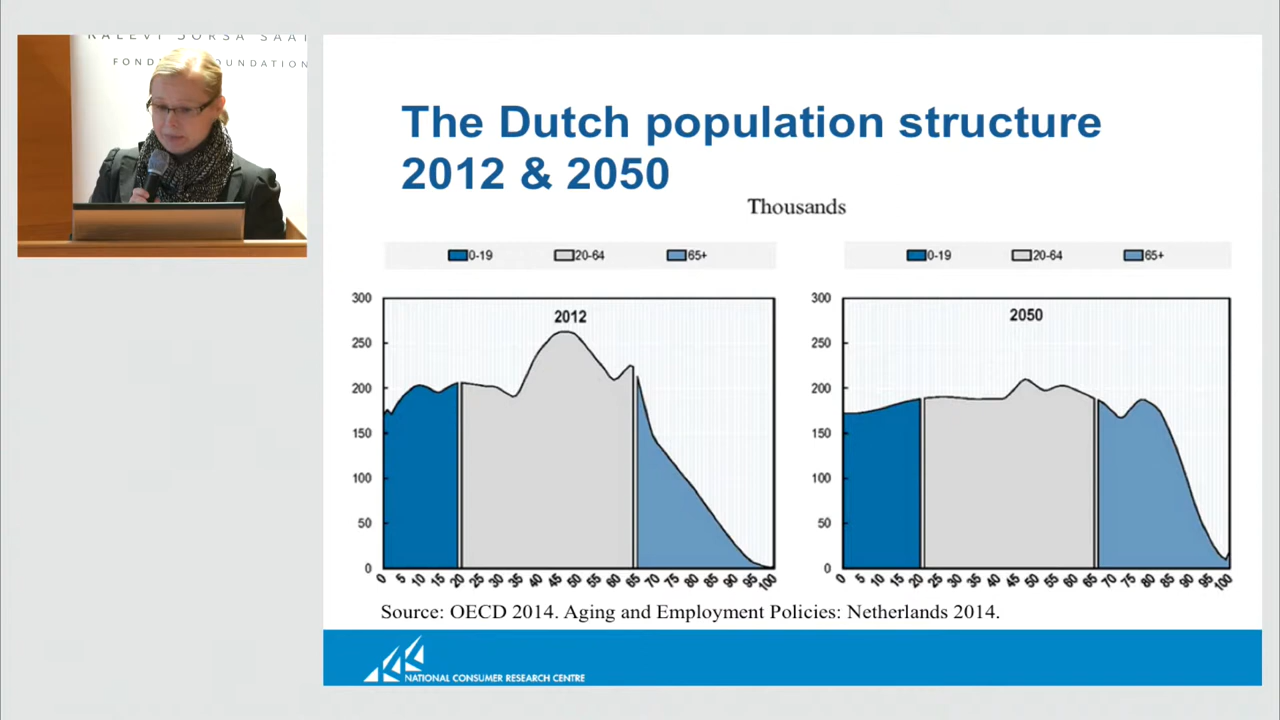 KALEVI SORSA
FOUNDATION
The Dutch population structure
2012 & 2050
Thousands
0-19 20-64 65+
0-19 20-64 65+
2012
300
250
200
150
100
50
0
0 5 10 15 20 25 30 35 40 45 50 55 60 65 70 75 80 85 90 95 100
2050
300
250
200
150
100
50
0
0 5 10 15 20 25 30 35 40 45 50 55 60 65 70 75 80 85 90 95 100
Source: OECD 2014. Aging and Employment Policies: Netherlands 2014.
NATIONAL CONSUMER RESEARCH CENTRE